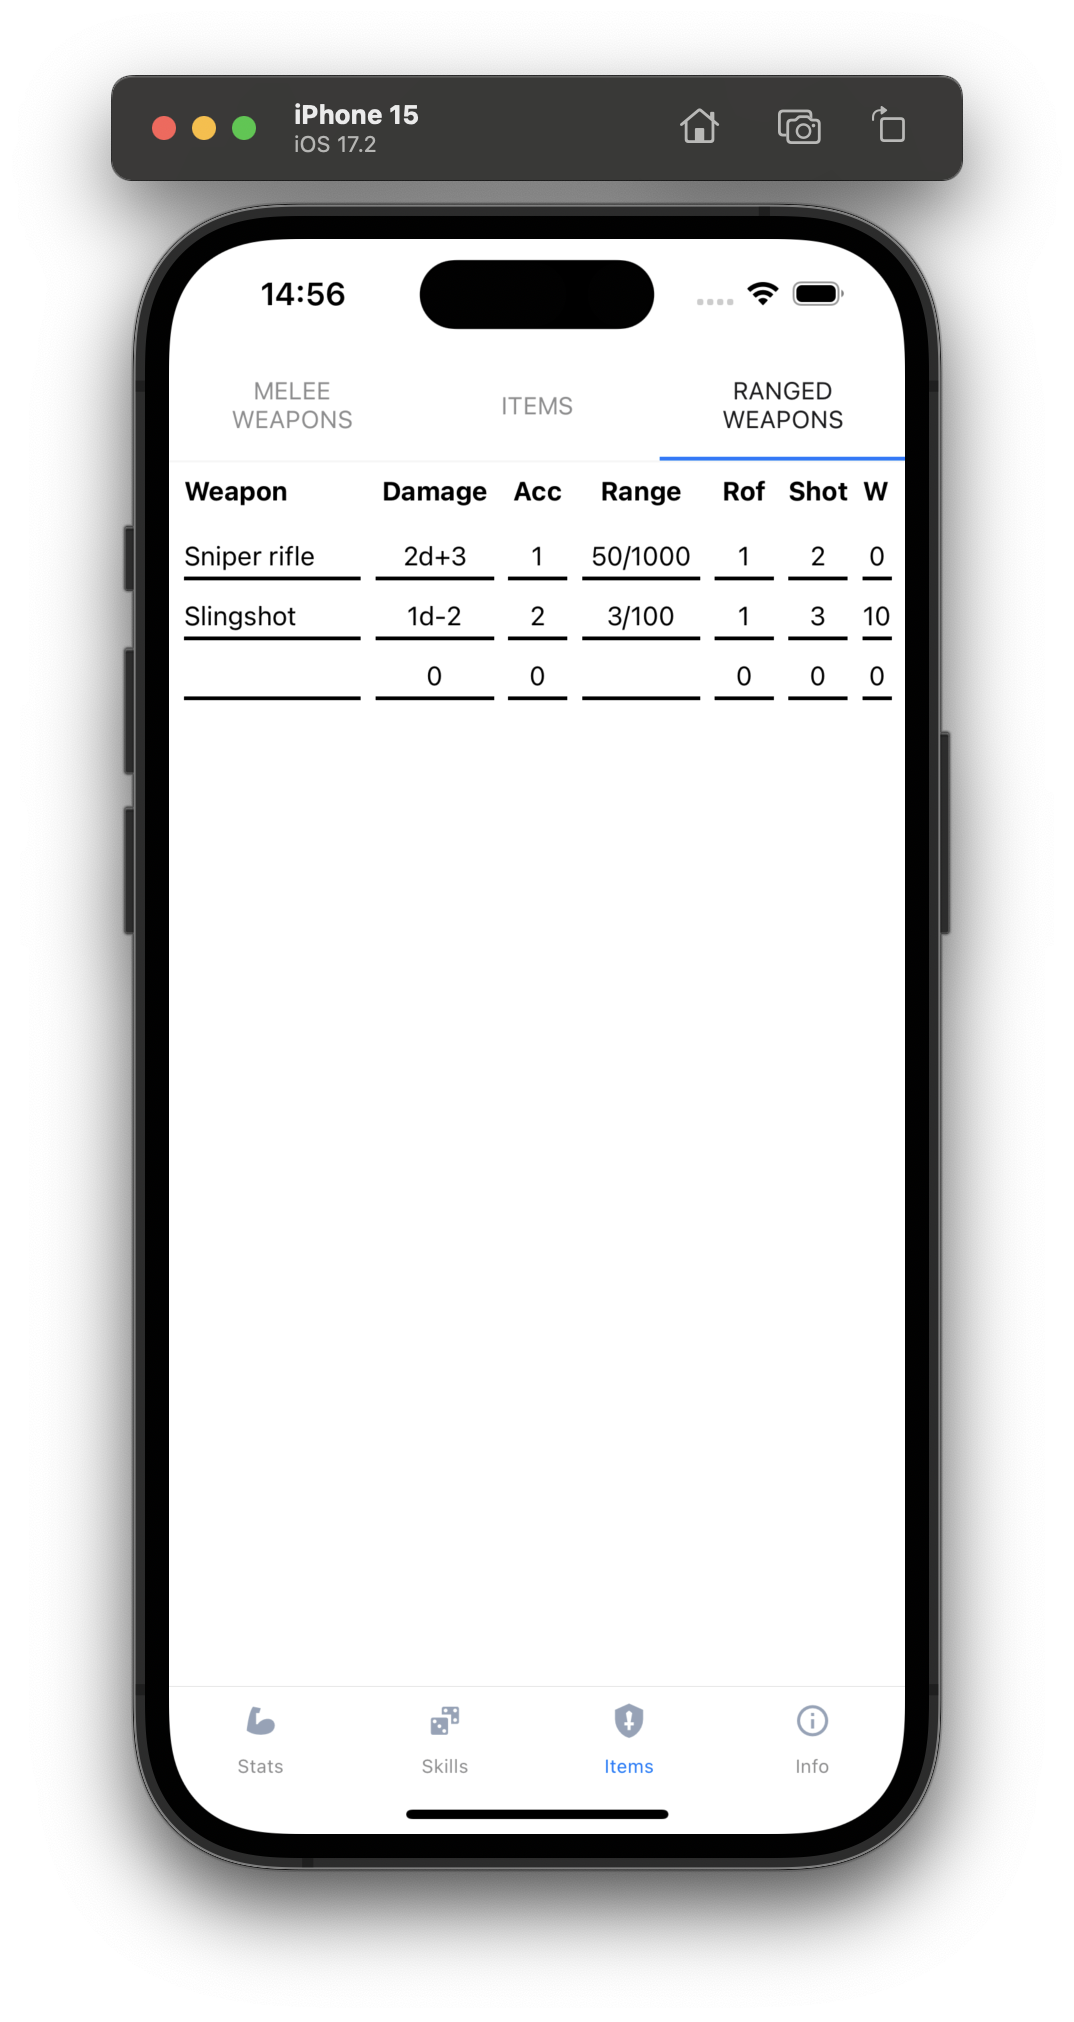 iPhone 15
iOS 17.2
14:56
MELEE
WEAPONS
ITEMS
RANGED
WEAPONS
Weapon Damage Acc Range Rof Shot W
Sniper rifle 2d+3 1 50/1000 1 2 0
Slingshot 1d-2 2 3/100 1 3 10
0 0 0 0 0
Stats Skills Items Info